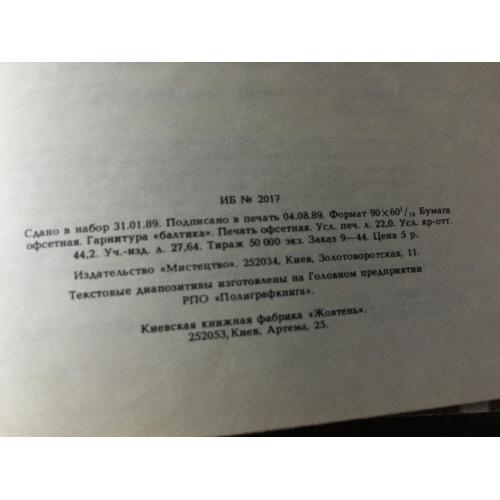 ИБ № 2017
Сдано в набор 31.01.89. Подписано в печать 04.08.89. Формат 90×60¹/₁₆ Бумага
офсетная. Гарнитура «балтика». Печать офсетная. Усл. печ. л. 22,0. Усл. кр-отт.
44,2. Уч.-изд. л. 27,64. Тираж 50 000 экз. Заказ 9—44. Цена 5 р.
Издательство «Мистецтво». 252034, Киев, Золотоворотская, 11.
Текстовые диапозитивы изготовлены на Головном предприятии
РПО «Полиграфкнига».
Киевская книжная фабрика «Жовтень».
252053, Киев, Артема, 25.